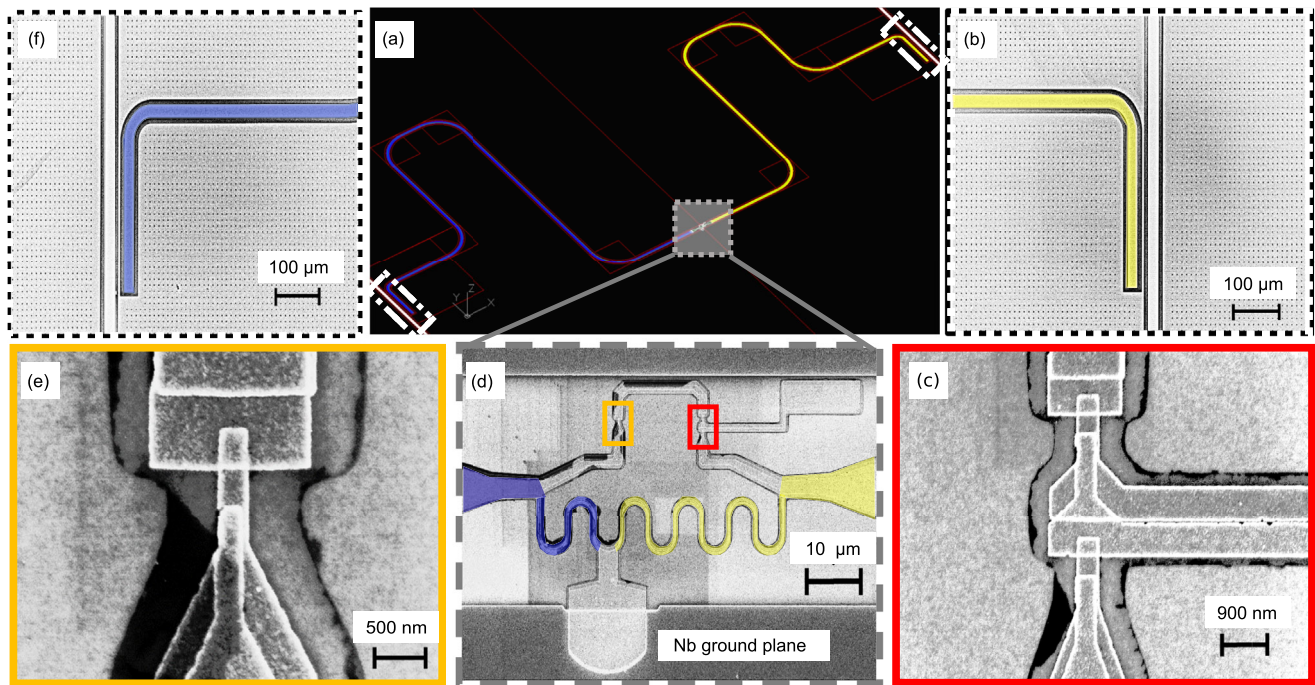 (f)
100 µm
(a)
Z
Y
X
(b)
100 µm
(e)
500 nm
(d)
10 µm
Nb ground plane
(c)
900 nm